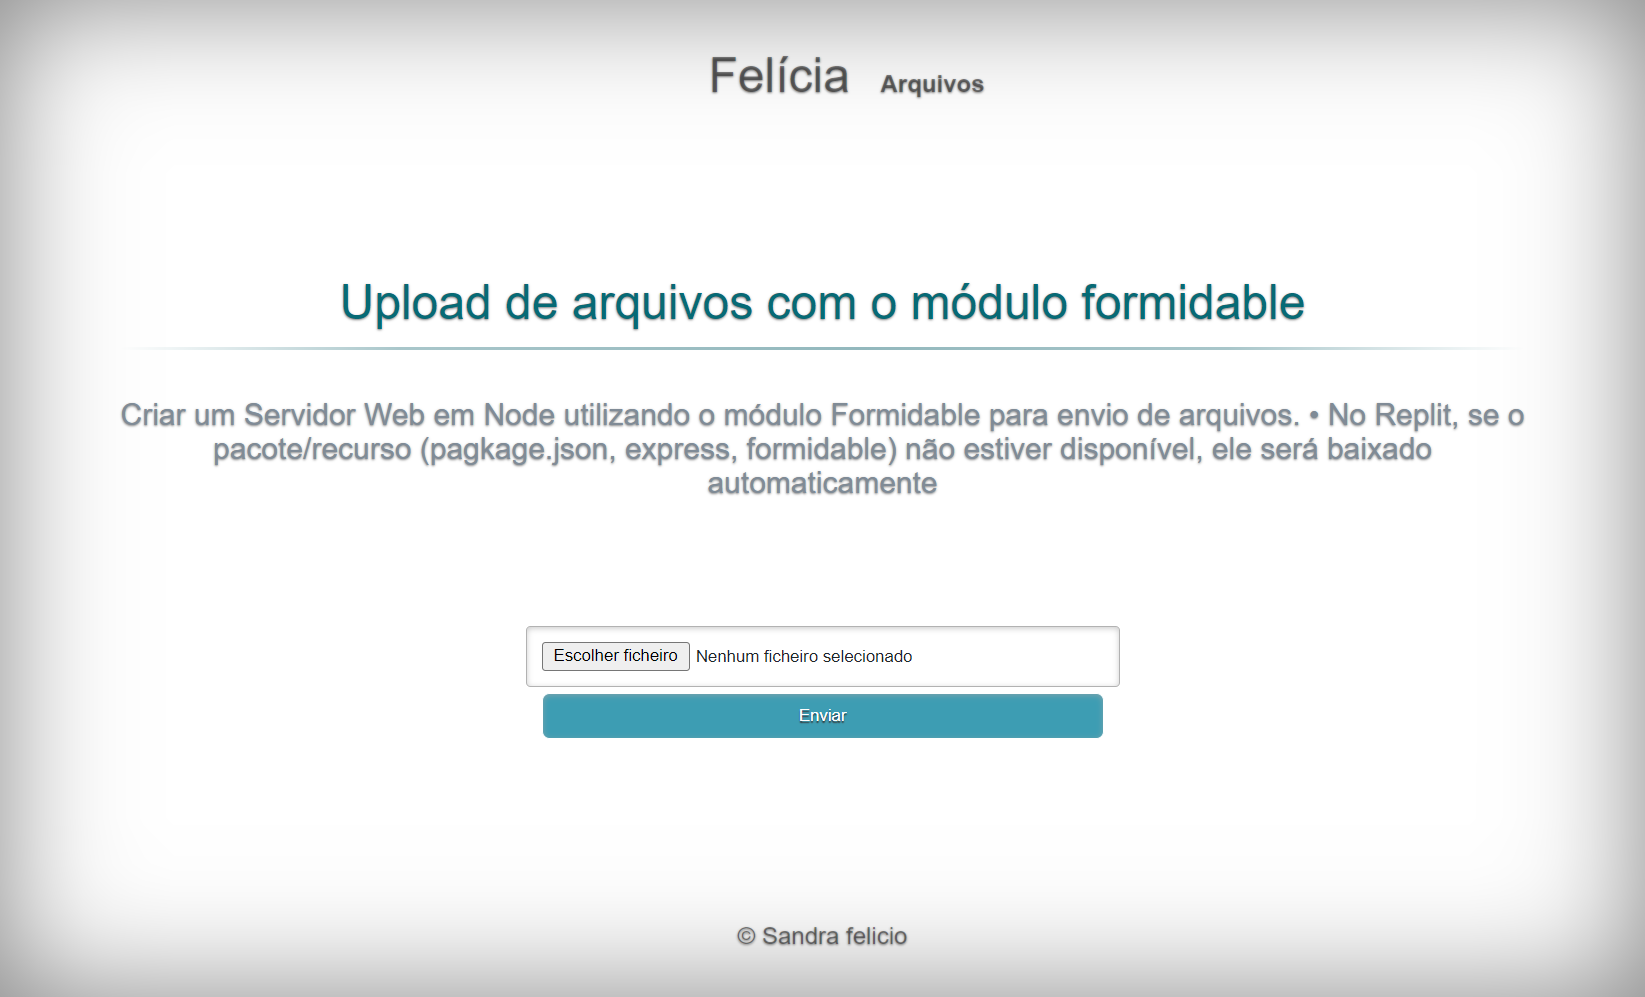 Felícia Arquivos
Upload de arquivos com o módulo formidable
Criar um Servidor Web em Node utilizando o módulo Formidable para envio de arquivos. • No Replit, se o
pacote/recurso (pagkage.json, express, formidable) não estiver disponível, ele será baixado
automaticamente
Escolher ficheiro Nenhum ficheiro selecionado
Enviar
© Sandra felicio